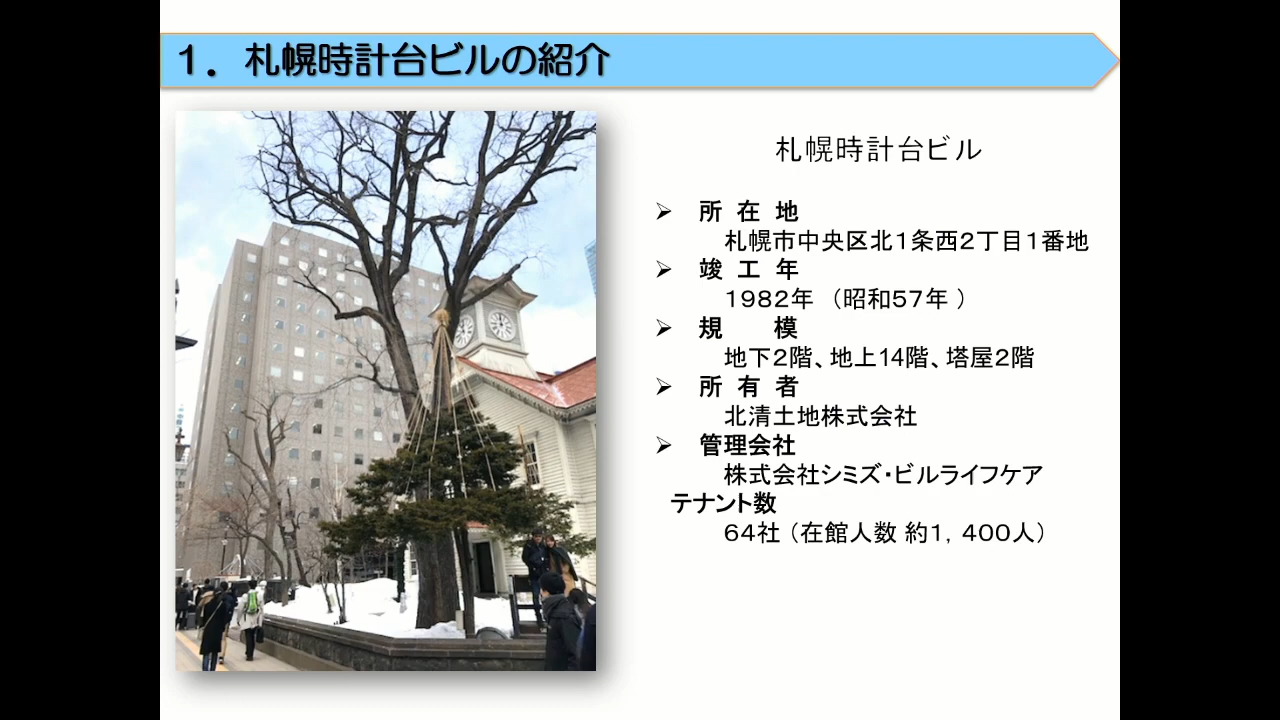 １．札幌時計台ビルの紹介
札幌時計台ビル
➢ 所 在 地
札幌市中央区北１条西２丁目１番地
➢ 竣 工 年
１９８２年 （昭和５７年 ）
➢ 規　　模
地下２階、地上14階、塔屋２階
➢ 所 有 者
北清土地株式会社
➢ 管理会社
株式会社シミズ・ビルライフケア
テナント数
６４社 （在館人数 約１，４００人）